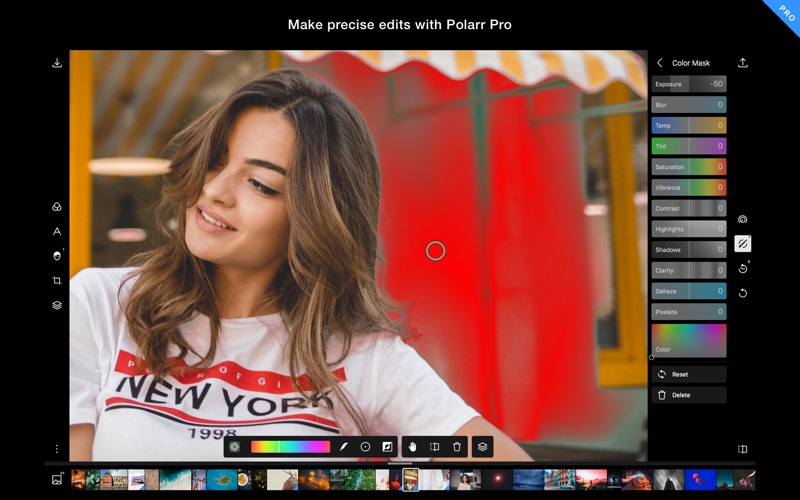 Make precise edits with Polarr Pro
PRO
Color Mask
Exposure -50
Blur 0
Temp 0
Tint 0
Saturation 0
Vibrance 0
Contrast 0
Highlights 0
Shadows 0
Clarity 0
Dehaze 0
Pixelate 0
Color
Reset
Delete
POWER OF GI
NEW YORK
1998